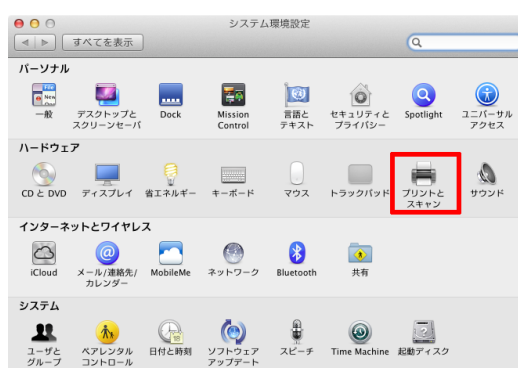 システム環境設定
すべてを表示
パーソナル
一般
デスクトップと
スクリーンセーバ
Dock
Mission
Control
言語と
テキスト
セキュリティと
プライバシー
Spotlight
ユニバーサル
アクセス
ハードウェア
CD と DVD
ディスプレイ
省エネルギー
キーボード
マウス
トラックパッド
プリントと
スキャン
サウンド
インターネットとワイヤレス
iCloud
メール/連絡先/
カレンダー
MobileMe
ネットワーク
Bluetooth
共有
システム
ユーザと
グループ
ペアレンタル
コントロール
日付と時刻
ソフトウェア
アップデート
スピーチ
Time Machine
起動ディスク